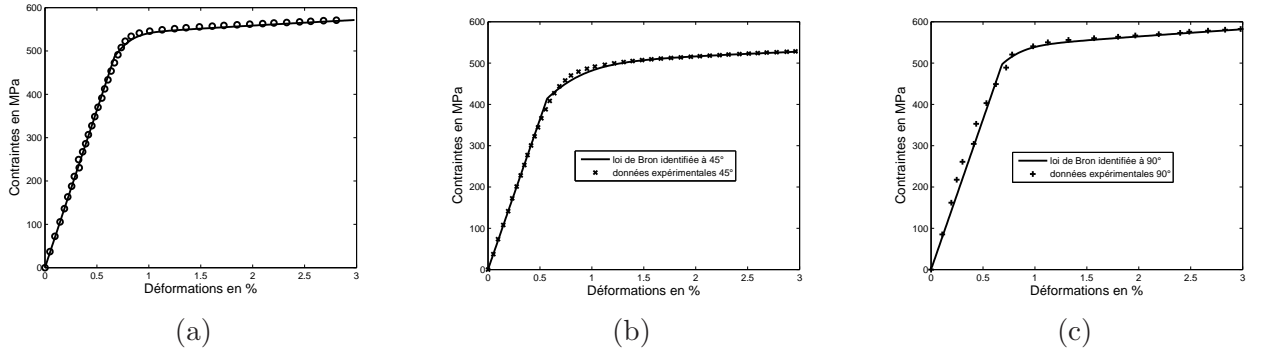 600
500
400
300
200
100
0
Contraintes en MPa
0 0.5 1 1.5 2 2.5 3
Déformations en %
(a)
600
500
400
300
200
100
0
Contraintes en MPa
loi de Bron identifiée à 45°
données expérimentales 45°
0 0.5 1 1.5 2 2.5 3
Déformations en %
(b)
600
500
400
300
200
100
0
Contraintes en MPa
loi de Bron identifiée à 90°
données expérimentales 90°
0 0.5 1 1.5 2 2.5 3
Déformations en %
(c)